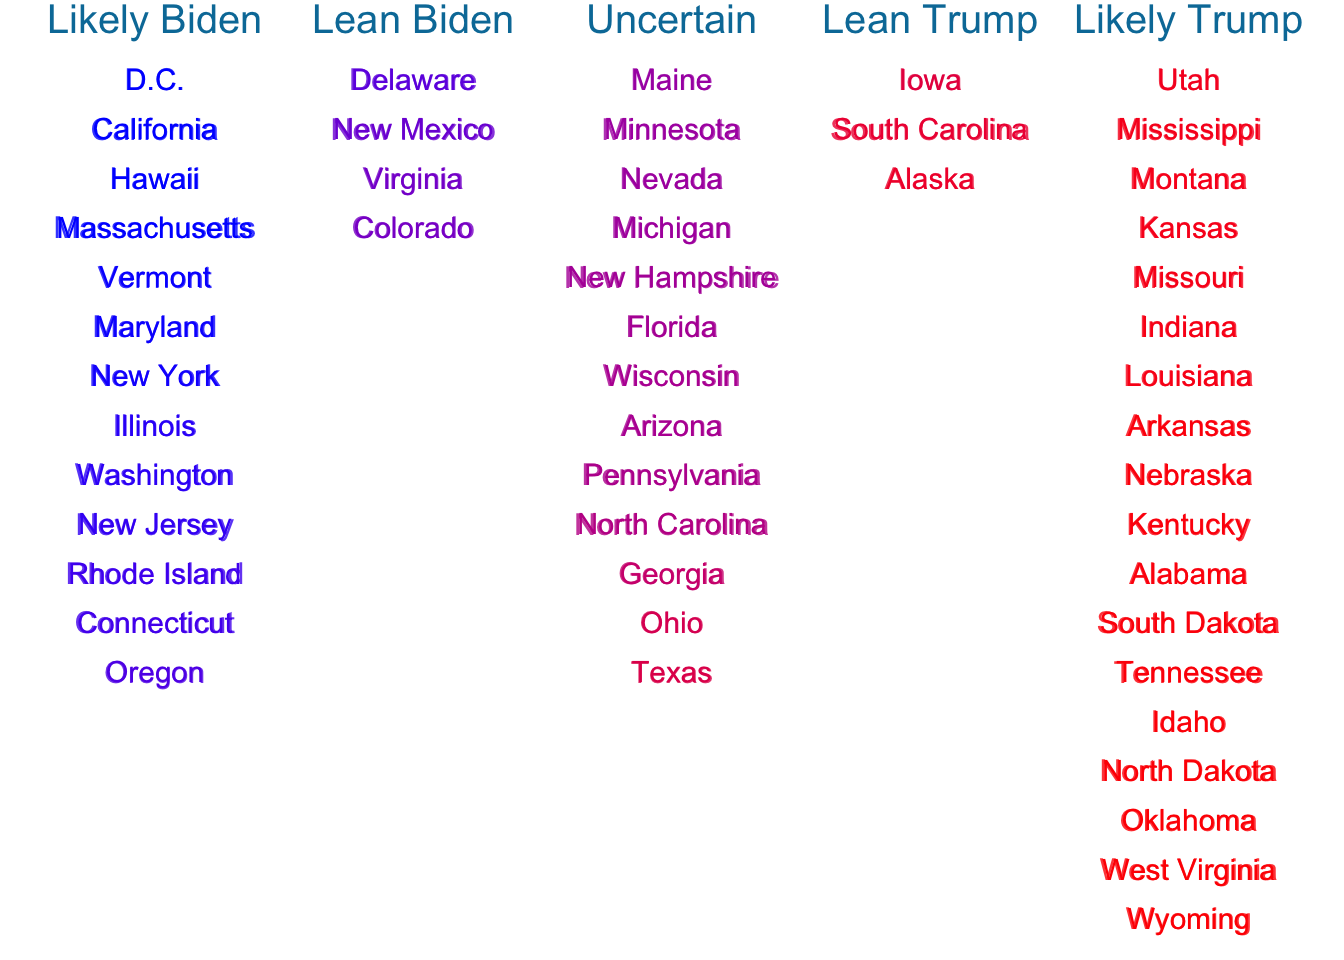 Likely Biden Lean Biden Uncertain Lean Trump Likely Trump
D.C. Delaware Maine Iowa Utah
California New Mexico Minnesota South Carolina Mississippi
Hawaii Virginia Nevada Alaska Montana
Massachusetts Colorado Michigan Kansas
Vermont New Hampshire Missouri
Maryland Florida Indiana
New York Wisconsin Louisiana
Illinois Arizona Arkansas
Washington Pennsylvania Nebraska
New Jersey North Carolina Kentucky
Rhode Island Georgia Alabama
Connecticut Ohio South Dakota
Oregon Texas Tennessee
Idaho
North Dakota
Oklahoma
West Virginia
Wyoming